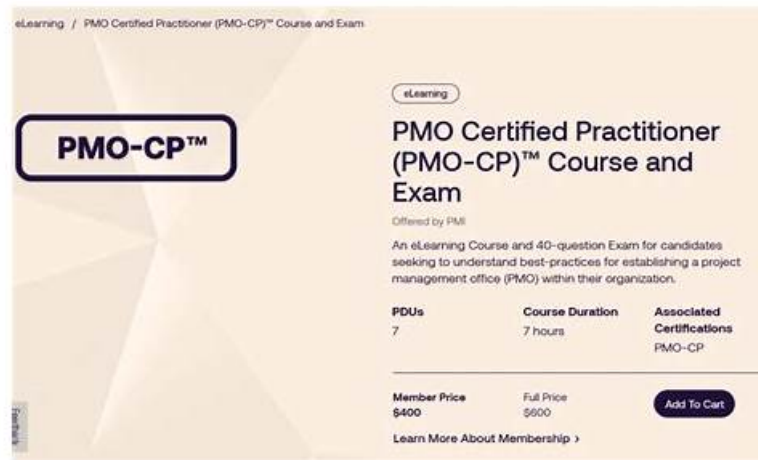 eLearning / PMO Certified Practitioner (PMO-CP)™ Course and Exam
PMO-CP™
eLearning
PMO Certified Practitioner
(PMO-CP)™ Course and
Exam
Offered by PMI
An eLearning Course and 40-question Exam for candidates
seeking to understand best-practices for establishing a project
management office (PMO) within their organization.
PDUs
7
Course Duration
7 hours
Associated
Certifications
PMO-CP
Member Price
$400
Full Price
$600
Add To Cart
Learn More About Membership ›
Feedback